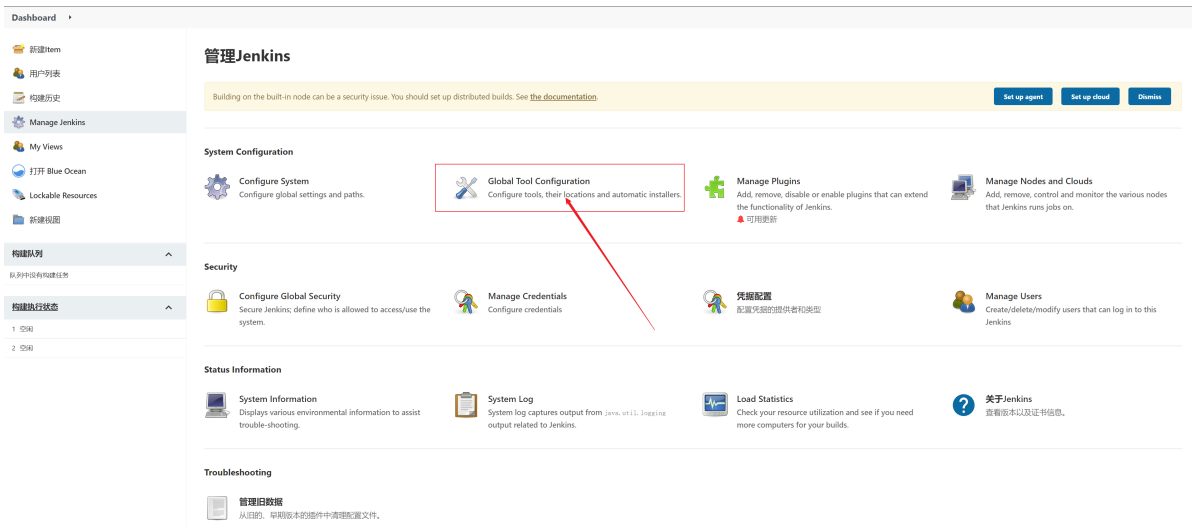 Dashboard
新建Item
用户列表
构建历史
Manage Jenkins
My Views
打开 Blue Ocean
Lockable Resources
新建视图
构建队列
队列中没有构建任务
构建执行状态
1 空闲
2 空闲
管理Jenkins
Building on the built-in node can be a security issue. You should set up distributed builds. See the documentation.
Set up agent
Set up cloud
Dismiss
System Configuration
Configure System
Configure global settings and paths.
Global Tool Configuration
Configure tools, their locations and automatic installers.
Manage Plugins
Add, remove, disable or enable plugins that can extend
the functionality of Jenkins.
可用更新
Manage Nodes and Clouds
Add, remove, control and monitor the various nodes
that Jenkins runs jobs on.
Security
Configure Global Security
Secure Jenkins; define who is allowed to access/use the
system.
Manage Credentials
Configure credentials
凭据配置
配置凭据的提供者和类型
Manage Users
Create/delete/modify users that can log in to this
Jenkins
Status Information
System Information
Displays various environmental information to assist
trouble-shooting.
System Log
System log captures output from java.util.logging
output related to Jenkins.
Load Statistics
Check your resource utilization and see if you need
more computers for your builds.
关于Jenkins
查看版本以及证书信息。
Troubleshooting
管理旧数据
从旧的、早期版本的插件中清理配置文件。